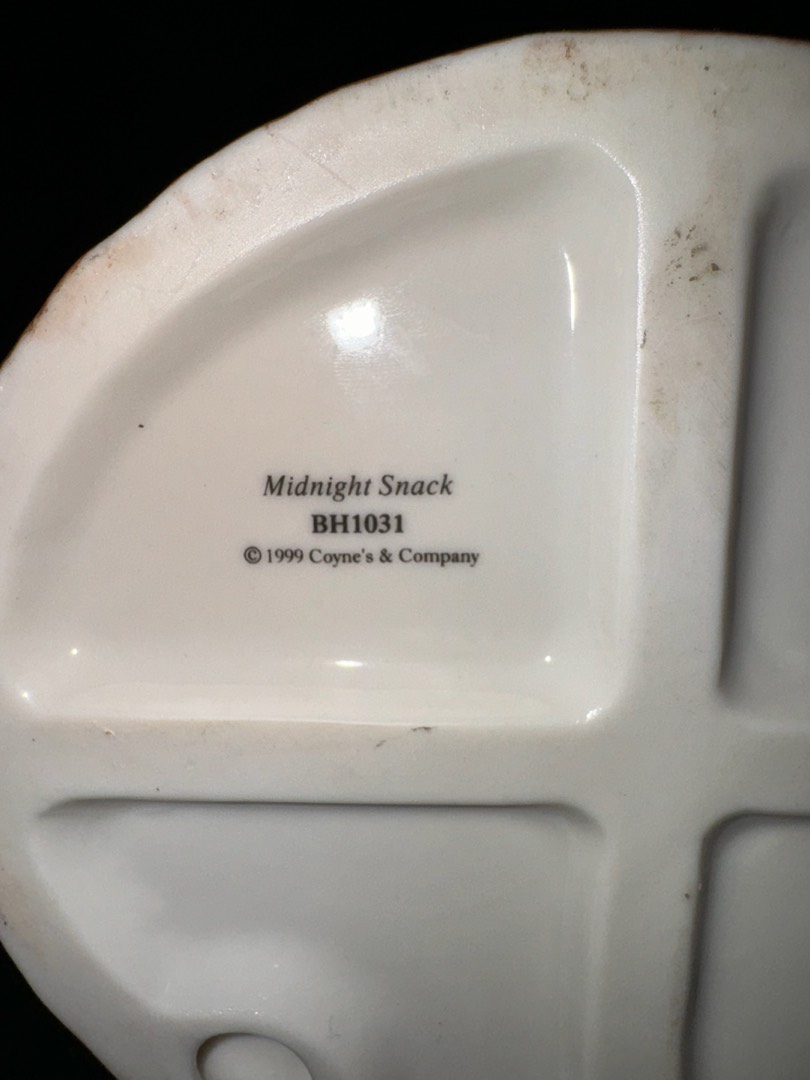 Midnight Snack
BH1031
© 1999 Coyne's & Company